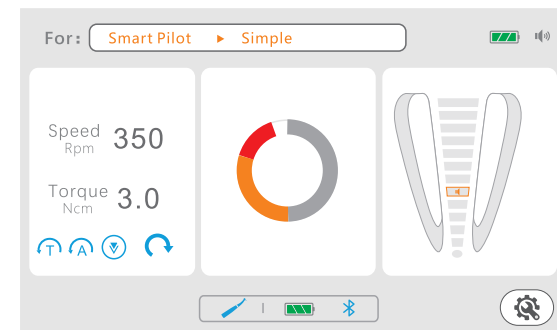 For: Smart Pilot ▸ Simple
Speed 350
Rpm
Torque 3.0
Ncm
T A